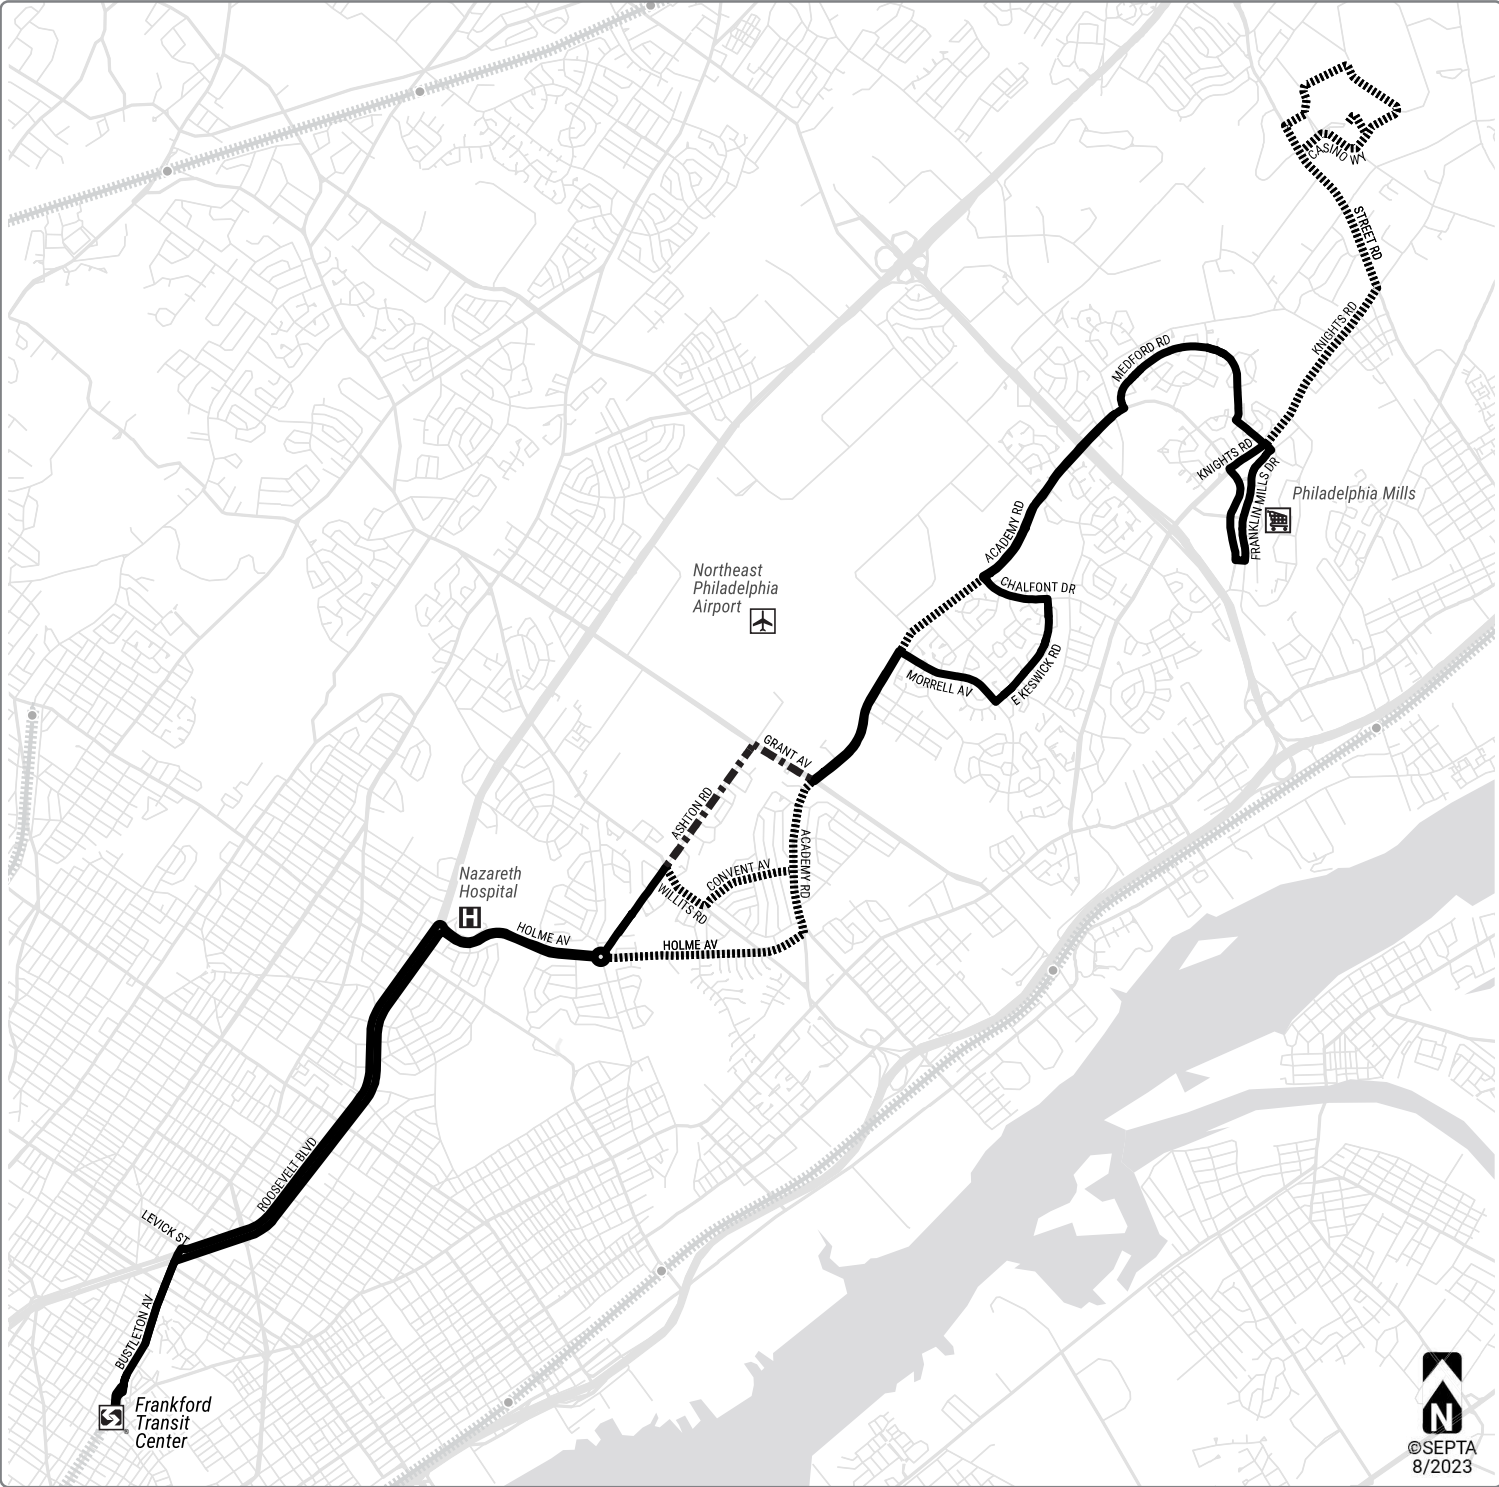 CASINO WY
STREET RD
KNIGHTS RD
MEDFORD RD
KNIGHTS RD
FRANKLIN MILLS DR
Philadelphia Mills
ACADEMY RD
CHALFONT DR
Northeast
Philadelphia
Airport
E KESWICK RD
MORRELL AV
GRANT AV
ASHTON RD
ACADEMY RD
CONVENT AV
WILLITS RD
Nazareth
Hospital
H
HOLME AV
HOLME AV
ROOSEVELT BLVD
LEVICK ST
BUSTLETON AV
Frankford
Transit
Center
N
©SEPTA
8/2023